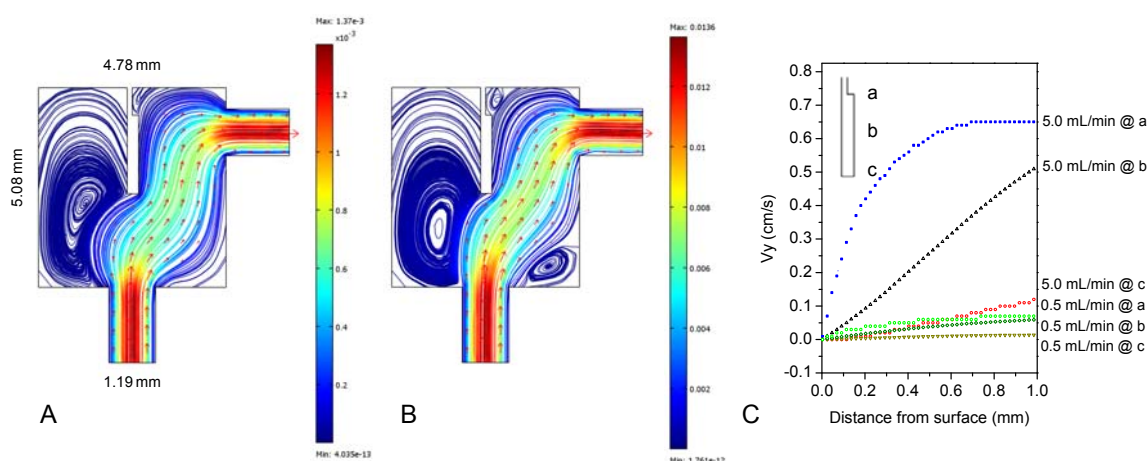 Max: 1.37e-3
x10⁻³
1.2
1
0.8
0.6
0.4
0.2
Min: 4.035e-13
4.78 mm
5.08 mm
1.19 mm
A
Max: 0.0136
0.012
0.01
0.008
0.006
0.004
0.002
Min: 1.761e-12
B
0.8
0.7
0.6
0.5
0.4
0.3
0.2
0.1
0.0
-0.1
Vy (cm/s)
a
b
c
5.0 mL/min @ a
5.0 mL/min @ b
5.0 mL/min @ c
0.5 mL/min @ a
0.5 mL/min @ b
0.5 mL/min @ c
0.0 0.2 0.4 0.6 0.8 1.0
Distance from surface (mm)
C